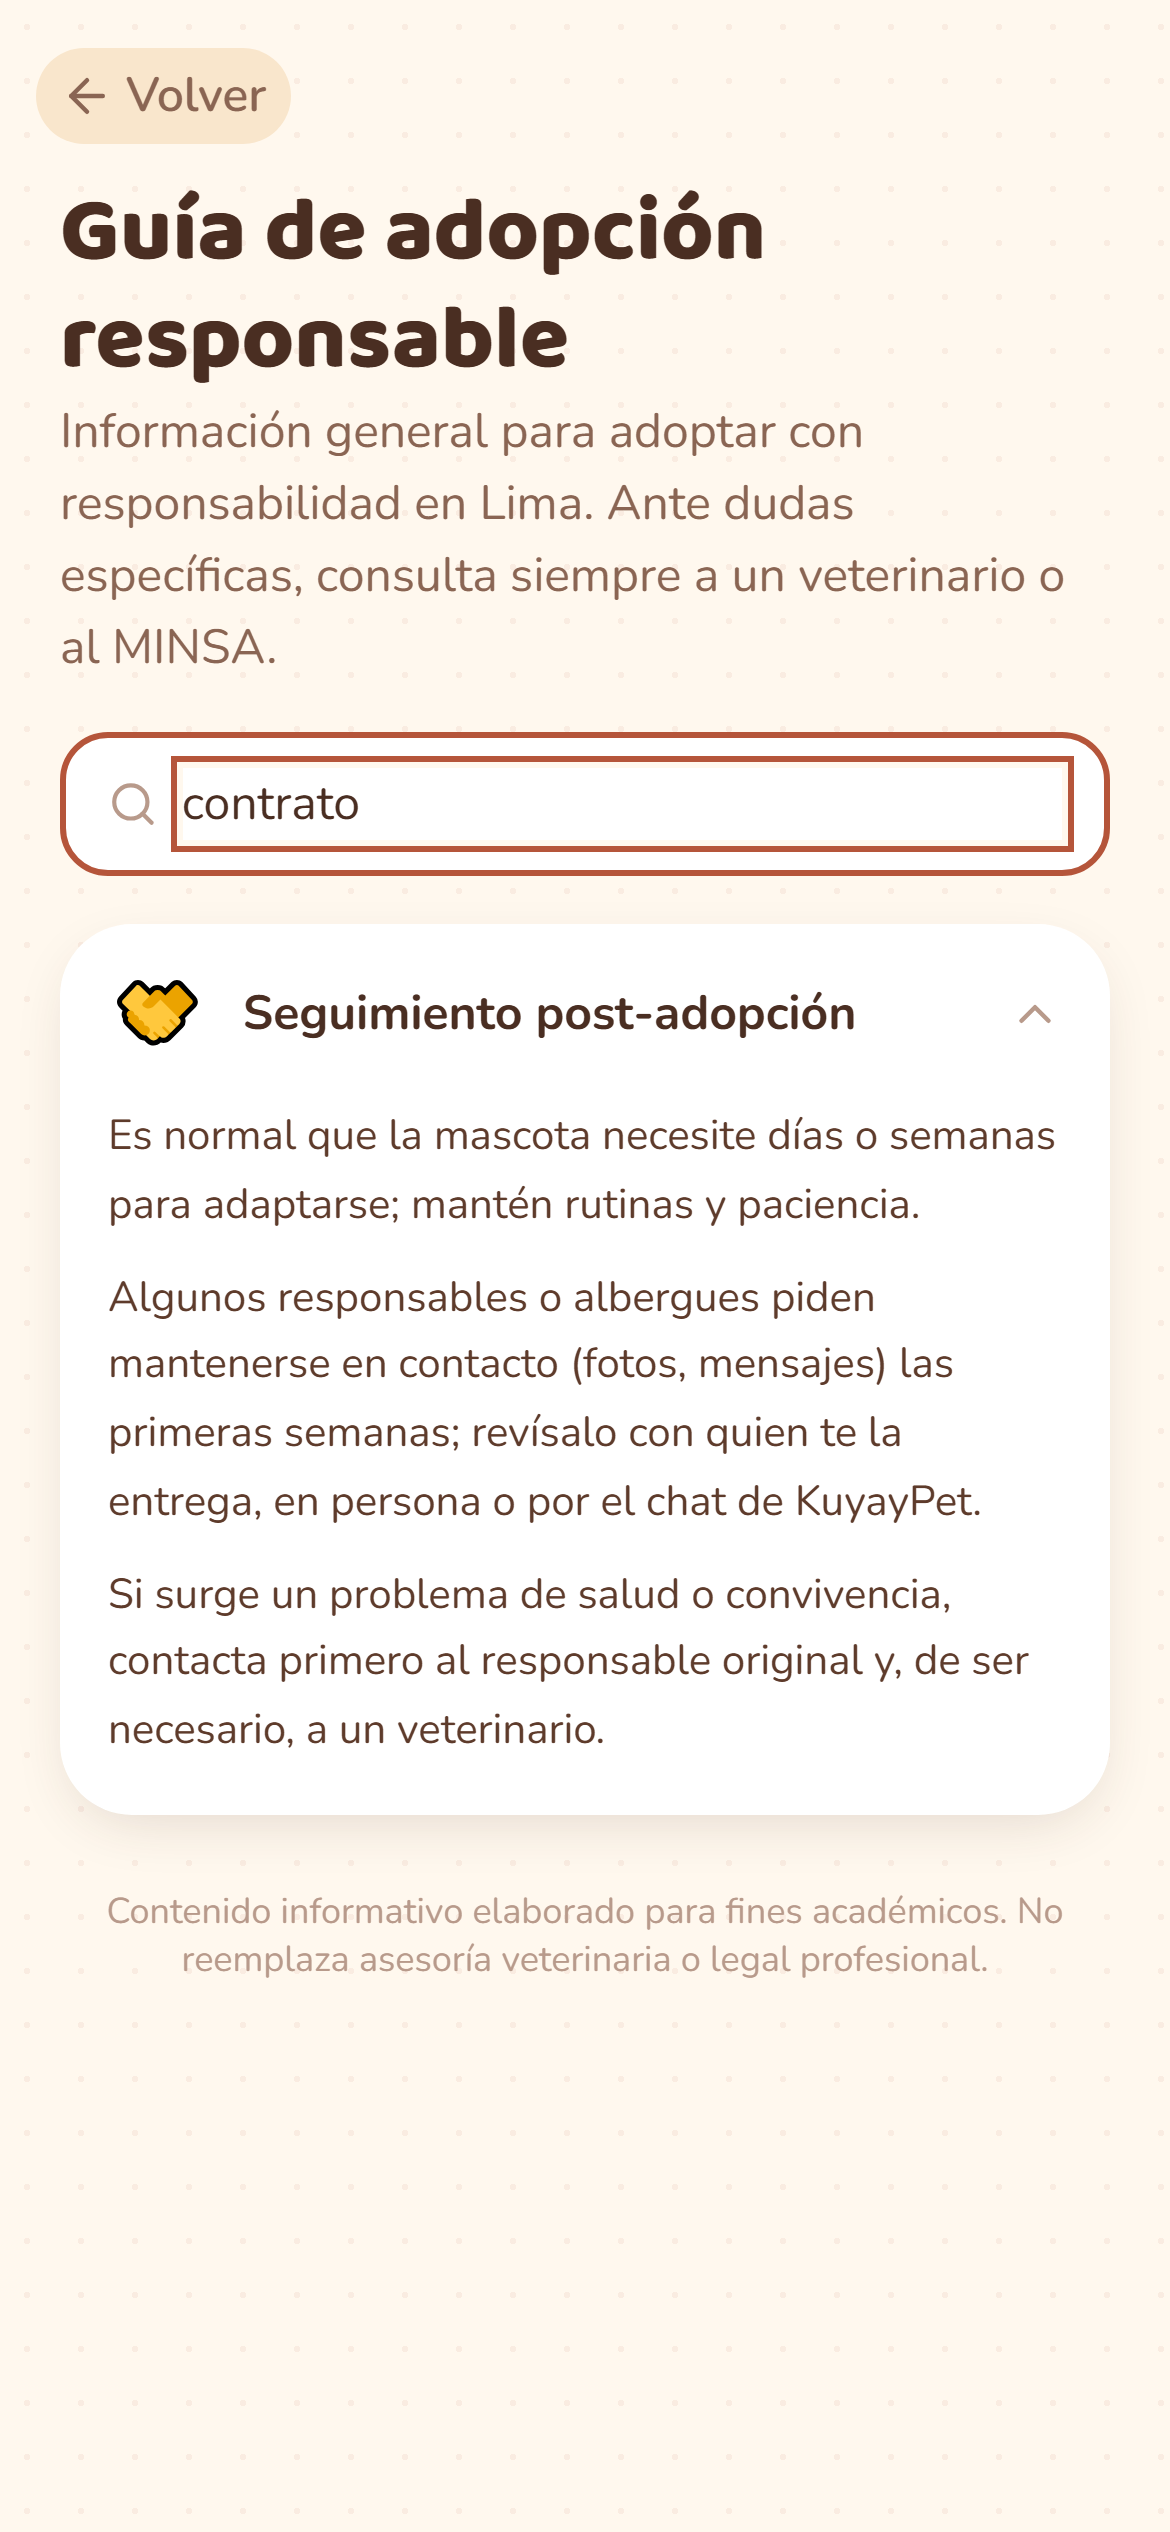 Volver
Guía de adopción
responsable
Información general para adoptar con
responsabilidad en Lima. Ante dudas
específicas, consulta siempre a un veterinario o
al MINSA.
contrato
Seguimiento post-adopción
Es normal que la mascota necesite días o semanas
para adaptarse; mantén rutinas y paciencia.
Algunos responsables o albergues piden
mantenerse en contacto (fotos, mensajes) las
primeras semanas; revísalo con quien te la
entrega, en persona o por el chat de KuyayPet.
Si surge un problema de salud o convivencia,
contacta primero al responsable original y, de ser
necesario, a un veterinario.
Contenido informativo elaborado para fines académicos. No
reemplaza asesoría veterinaria o legal profesional.